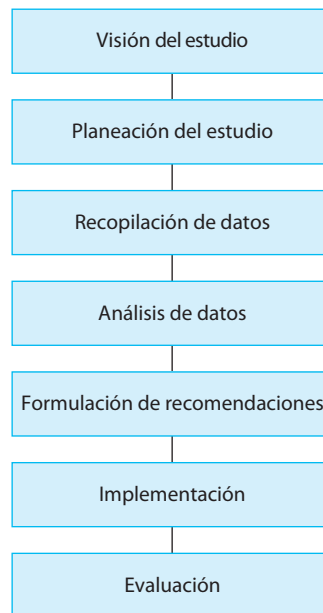 Visión del estudio
Planeación del estudio
Recopilación de datos
Análisis de datos
Formulación de recomendaciones
Implementación
Evaluación